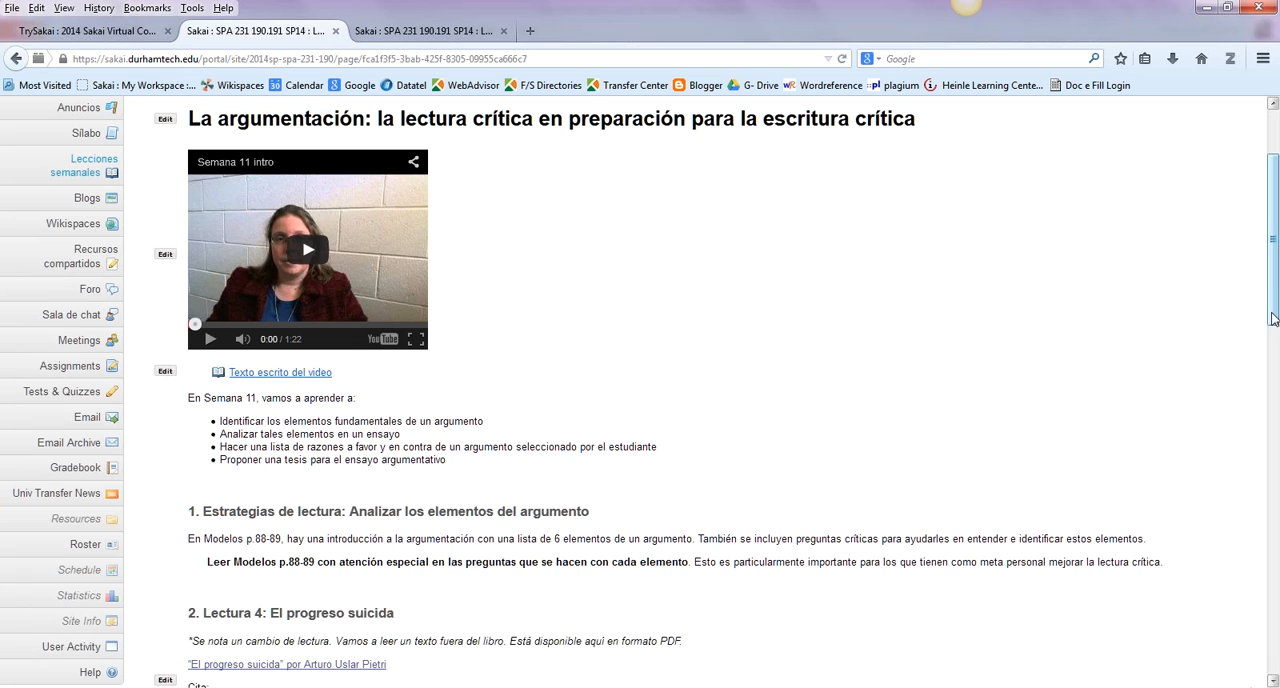 File Edit View History Bookmarks Tools Help
TrySakai : 2014 Sakai Virtual Co... × Sakai : SPA 231 190.191 SP14 : L... × Sakai : SPA 231 190.191 SP14 : L... × +
https://sakai.durhamtech.edu/portal/site/2014sp-spa-231-190/page/fca1f3f5-3bab-425f-8305-09955ca666c7 Google
Most Visited Sakai : My Workspace :... Wikispaces Calendar Google Datatel WebAdvisor F/S Directories Transfer Center Blogger G- Drive Wordreference plagium Heinle Learning Cente... Doc e Fill Login
Anuncios
Sílabo
Lecciones
semanales
Blogs
Wikispaces
Recursos
compartidos
Foro
Sala de chat
Meetings
Assignments
Tests & Quizzes
Email
Email Archive
Gradebook
Univ Transfer News
Resources
Roster
Schedule
Statistics
Site Info
User Activity
Help
Edit La argumentación: la lectura crítica en preparación para la escritura crítica
Semana 11 intro
Edit
0:00 / 1:22 YouTube
Edit Texto escrito del video
En Semana 11, vamos a aprender a:
• Identificar los elementos fundamentales de un argumento
• Analizar tales elementos en un ensayo
• Hacer una lista de razones a favor y en contra de un argumento seleccionado por el estudiante
• Proponer una tesis para el ensayo argumentativo
1. Estrategias de lectura: Analizar los elementos del argumento
En Modelos p.88-89, hay una introducción a la argumentación con una lista de 6 elementos de un argumento. También se incluyen preguntas críticas para ayudarles en entender e identificar estos elementos.
Leer Modelos p.88-89 con atención especial en las preguntas que se hacen con cada elemento. Esto es particularmente importante para los que tienen como meta personal mejorar la lectura crítica.
2. Lectura 4: El progreso suicida
*Se nota un cambio de lectura. Vamos a leer un texto fuera del libro. Está disponible aquí en formato PDF.
"El progreso suicida" por Arturo Uslar Pietri
Edit
Cita: